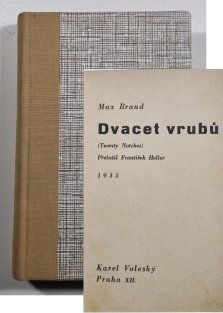 Max Brand
Dvacet vrubů
(Twenty Notches)
Přeložil František Heller
1935
Karel Voleský
Praha XII.